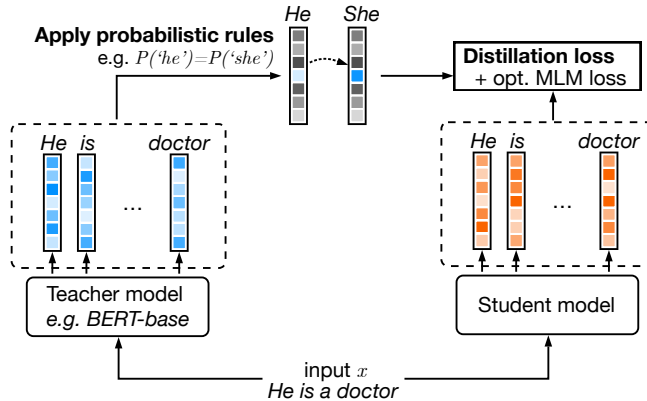 He She
Apply probabilistic rules
e.g. P(‘he’)=P(‘she’)
Distillation loss
+ opt. MLM loss
He is doctor
...
He is doctor
...
Teacher model
e.g. BERT-base
Student model
input x
He is a doctor